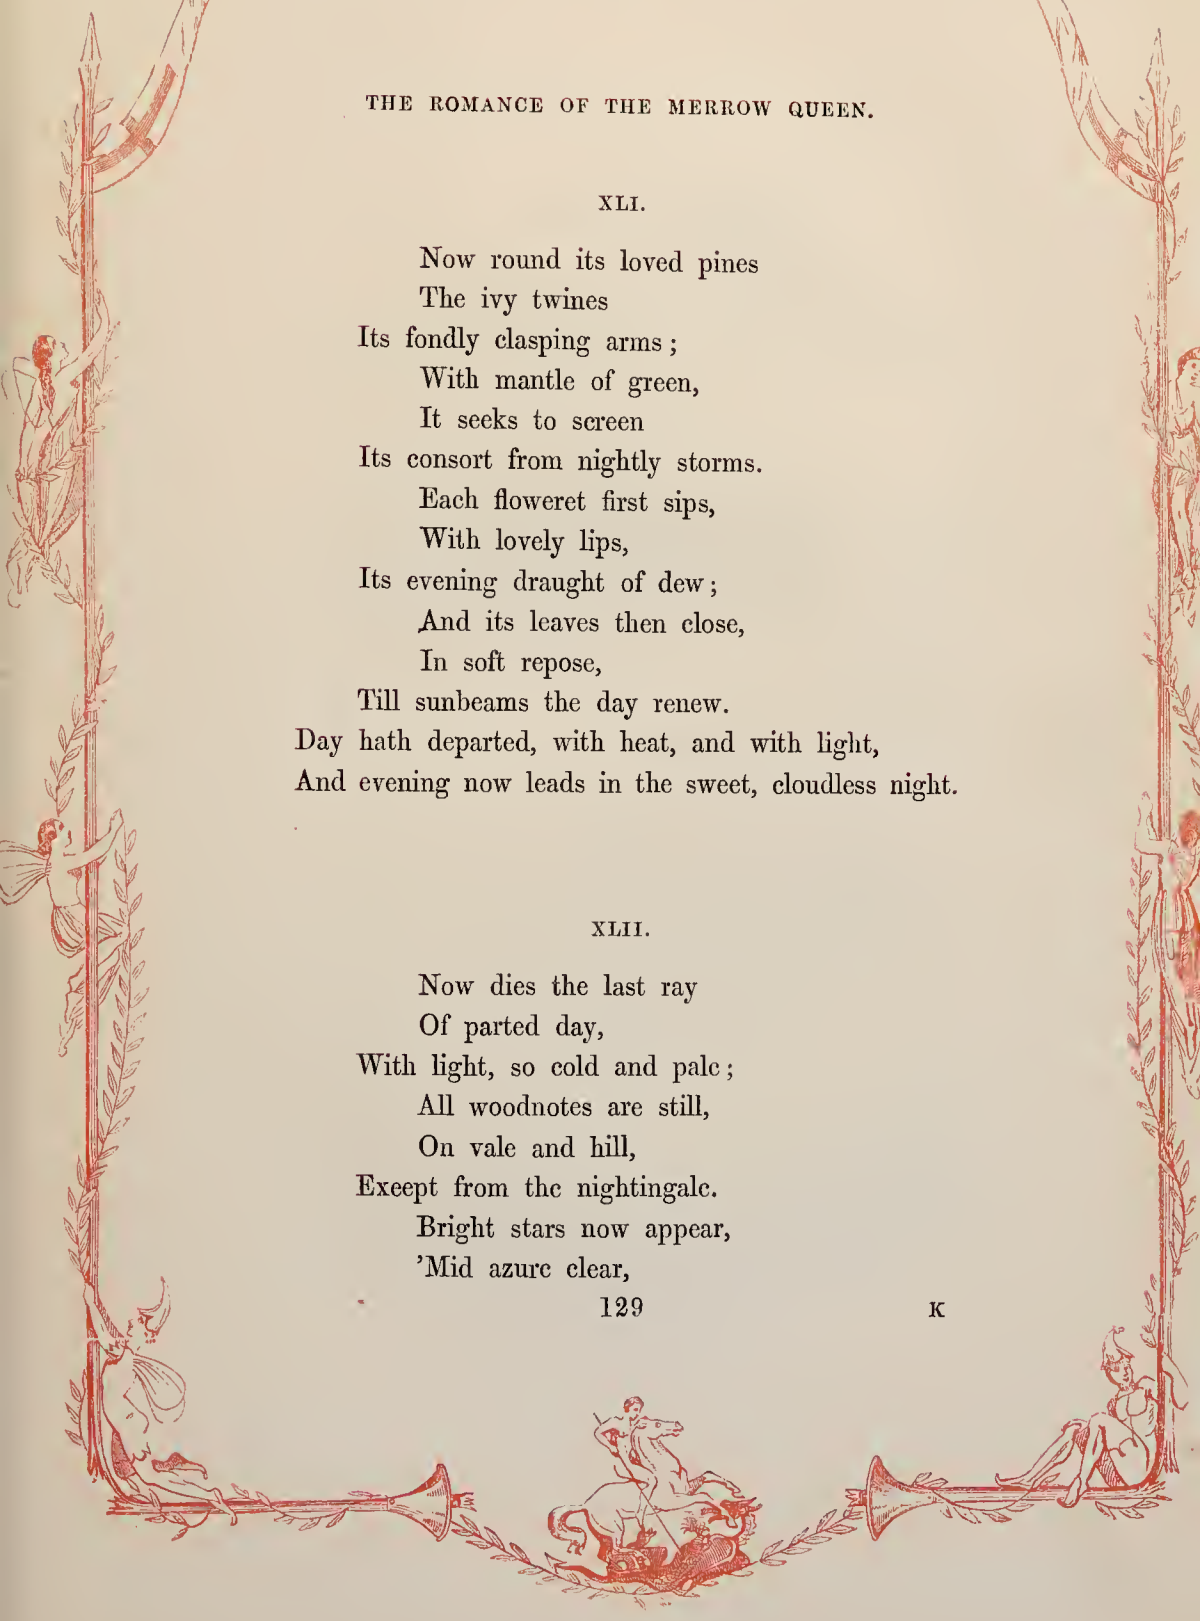 THE ROMANCE OF THE MERROW QUEEN.
XLI.
Now round its loved pines
The ivy twines
Its fondly clasping arms;
With mantle of green,
It seeks to screen
Its consort from nightly storms.
Each floweret first sips,
With lovely lips,
Its evening draught of dew;
And its leaves then close,
In soft repose,
Till sunbeams the day renew.
Day hath departed, with heat, and with light,
And evening now leads in the sweet, cloudless night.
XLII.
Now dies the last ray
Of parted day,
With light, so cold and pale;
All woodnotes are still,
On vale and hill,
Except from the nightingale.
Bright stars now appear,
’Mid azure clear,
129 K